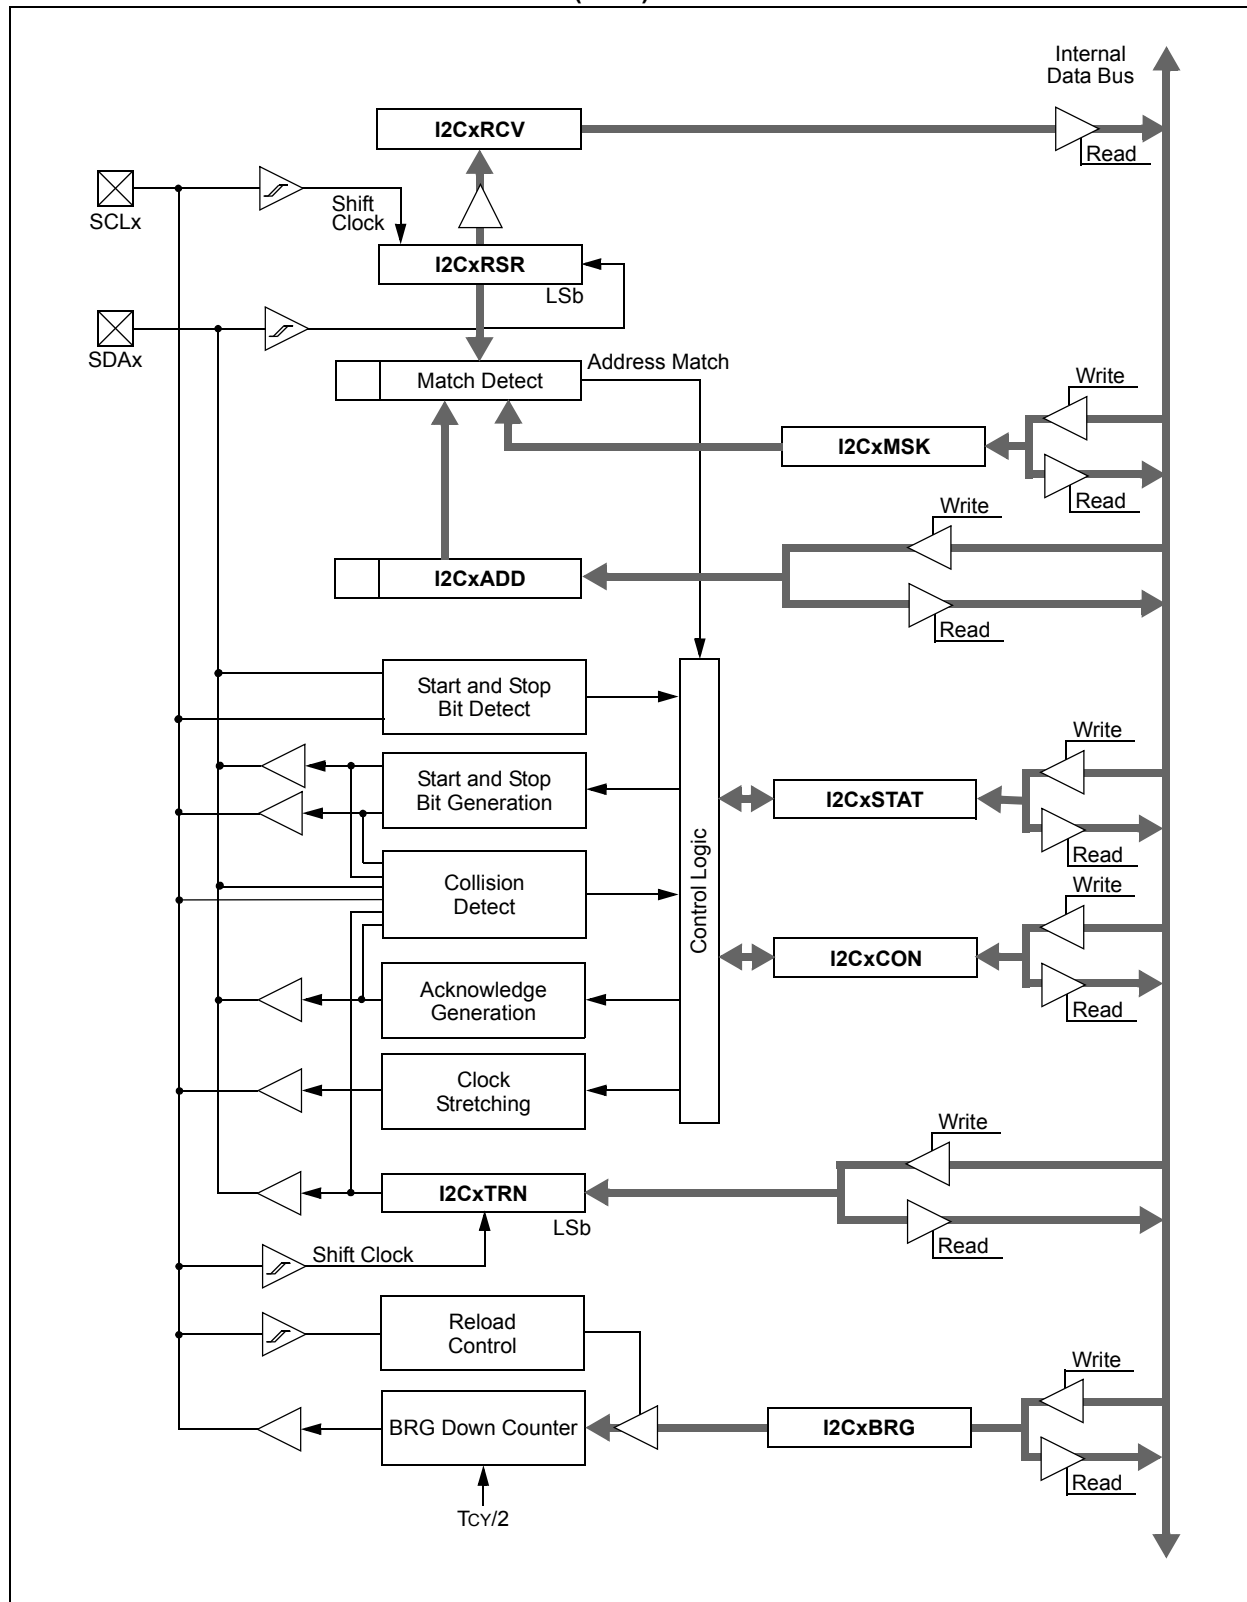 Internal
Data Bus
I2CxRCV
Read
SCLx
Shift
Clock
I2CxRSR
LSb
SDAx
Address Match
Match Detect
Write
I2CxMSK
Read
Write
I2CxADD
Read
Start and Stop
Bit Detect
Write
Start and Stop
Bit Generation
I2CxSTAT
Read
Control Logic
Collision
Detect
Write
I2CxCON
Read
Acknowledge
Generation
Clock
Stretching
Write
I2CxTRN
LSb
Read
Shift Clock
Reload
Control
Write
BRG Down Counter
I2CxBRG
Read
TCY/2